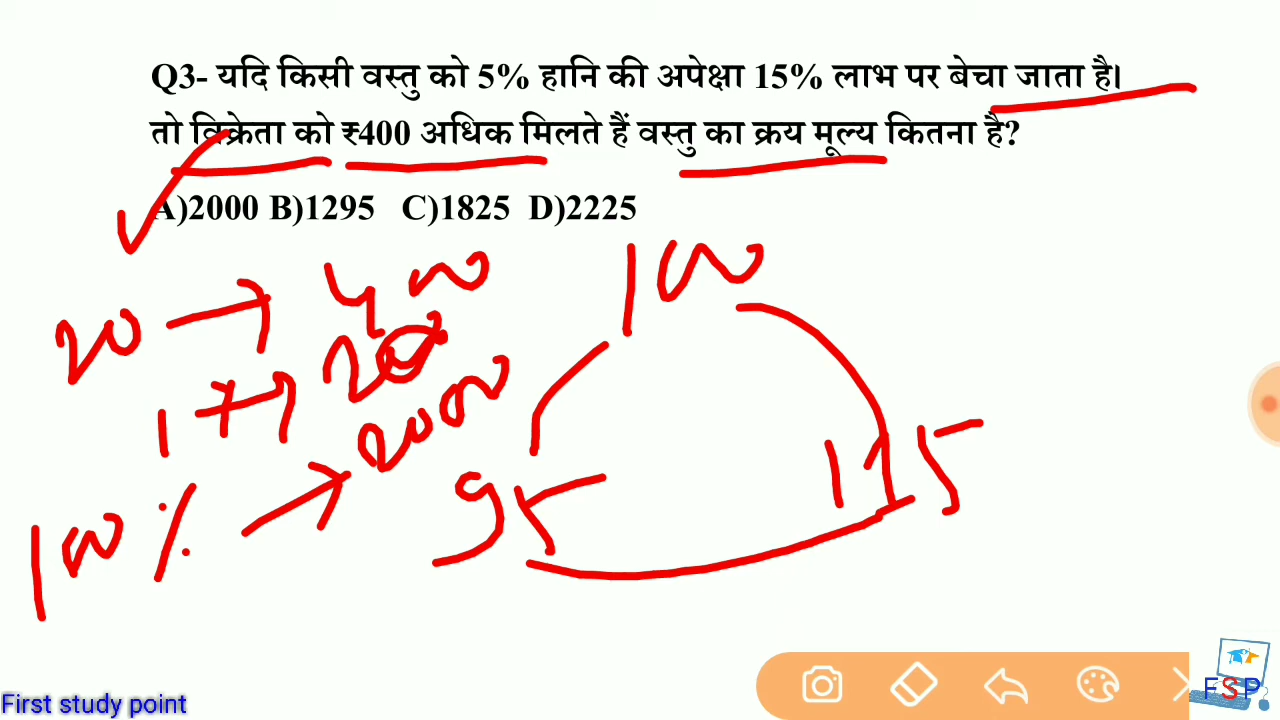 Q3- यदि किसी वस्तु को 5% हानि की अपेक्षा 15% लाभ पर बेचा जाता है।
तो विक्रेता को ₹400 अधिक मिलते हैं वस्तु का क्रय मूल्य कितना है?
A)2000 B)1295 C)1825 D)2225
100
20 → 400
1 → 20
100% → 2000
95 115
First study point
FSP